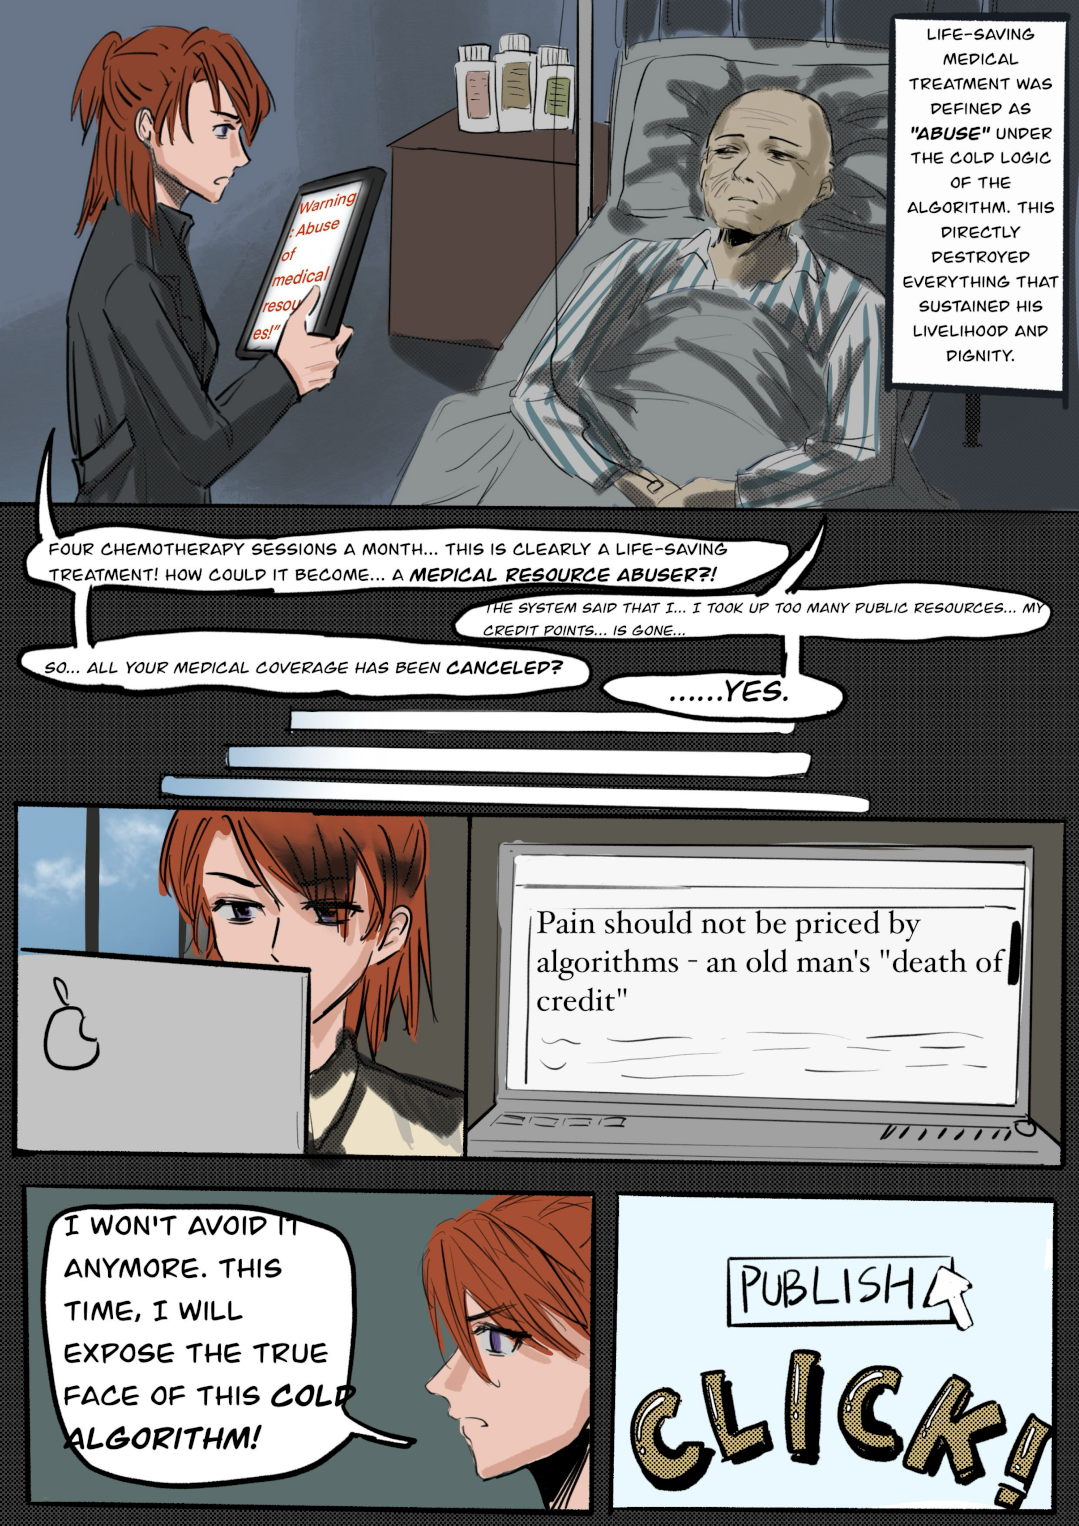 LIFE-SAVING
MEDICAL
TREATMENT WAS
DEFINED AS
"ABUSE" UNDER
THE COLD LOGIC
OF THE
ALGORITHM. THIS
DIRECTLY
DESTROYED
EVERYTHING THAT
SUSTAINED HIS
LIVELIHOOD AND
DIGNITY.
Warning
: Abuse
of
medical
resou
es!"
FOUR CHEMOTHERAPY SESSIONS A MONTH... THIS IS CLEARLY A LIFE-SAVING
TREATMENT! HOW COULD IT BECOME... A MEDICAL RESOURCE ABUSER?!
THE SYSTEM SAID THAT I... I TOOK UP TOO MANY PUBLIC RESOURCES... MY
CREDIT POINTS... IS GONE...
SO... ALL YOUR MEDICAL COVERAGE HAS BEEN CANCELED?
......YES.
Pain should not be priced by
algorithms - an old man's "death of
credit"
I WON'T AVOID IT
ANYMORE. THIS
TIME, I WILL
EXPOSE THE TRUE
FACE OF THIS COLD
ALGORITHM!
PUBLISH
CLICK!